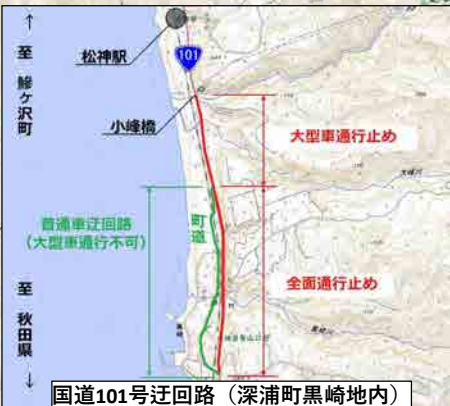 ↑
至
鰺ヶ沢町
松神駅
101
小峰橋
大型車通行止め
普通車迂回路
（大型車通行不可）
町道
全面通行止め
至
秋田県
↓
国道101号迂回路（深浦町黒崎地内）